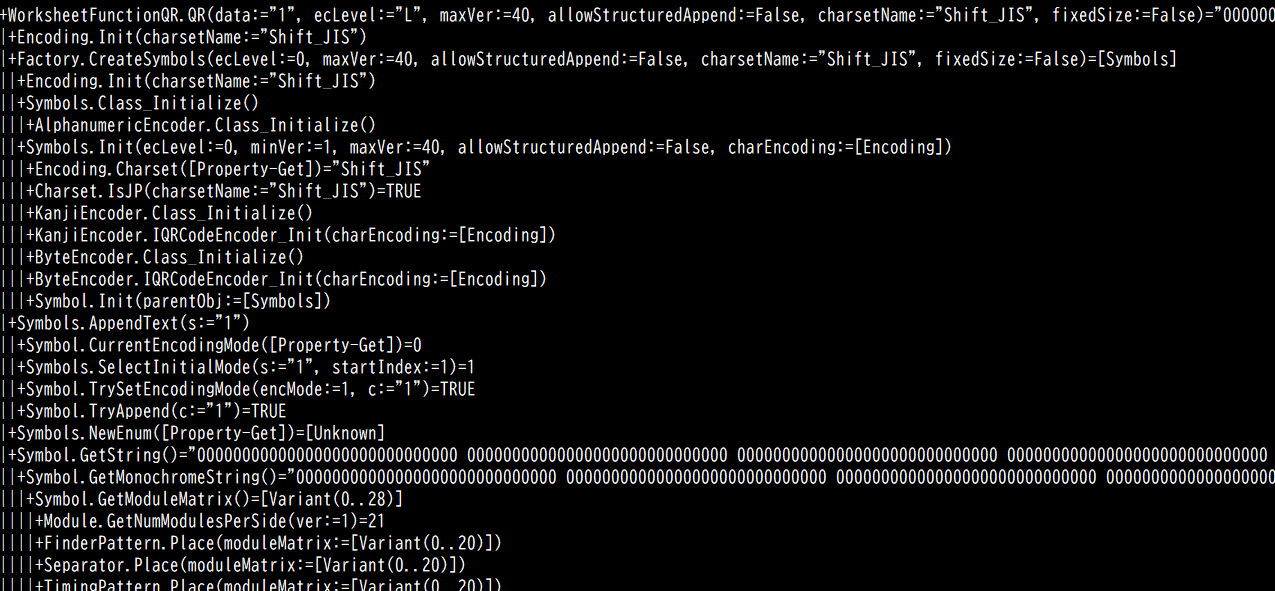 +WorksheetFunctionQR.QR(data:="1", ecLevel:="L", maxVer:=40, allowStructuredAppend:=False, charsetName:="Shift_JIS", fixedSize:=False)="000000
|+Encoding.Init(charsetName:="Shift_JIS")
|+Factory.CreateSymbols(ecLevel:=0, maxVer:=40, allowStructuredAppend:=False, charsetName:="Shift_JIS", fixedSize:=False)=[Symbols]
||+Encoding.Init(charsetName:="Shift_JIS")
||+Symbols.Class_Initialize()
|||+AlphanumericEncoder.Class_Initialize()
||+Symbols.Init(ecLevel:=0, minVer:=1, maxVer:=40, allowStructuredAppend:=False, charEncoding:=[Encoding])
|||+Encoding.Charset([Property-Get])="Shift_JIS"
|||+Charset.IsJP(charsetName:="Shift_JIS")=TRUE
|||+KanjiEncoder.Class_Initialize()
|||+KanjiEncoder.IQRCodeEncoder_Init(charEncoding:=[Encoding])
|||+ByteEncoder.Class_Initialize()
|||+ByteEncoder.IQRCodeEncoder_Init(charEncoding:=[Encoding])
|||+Symbol.Init(parentObj:=[Symbols])
|+Symbols.AppendText(s:="1")
||+Symbol.CurrentEncodingMode([Property-Get])=0
||+Symbols.SelectInitialMode(s:="1", startIndex:=1)=1
||+Symbol.TrySetEncodingMode(encMode:=1, c:="1")=TRUE
||+Symbol.TryAppend(c:="1")=TRUE
|+Symbols.NewEnum([Property-Get])=[Unknown]
|+Symbol.GetString()="00000000000000000000000000000 00000000000000000000000000000 00000000000000000000000000000 00000000000000000000000000000
||+Symbol.GetMonochromeString()="00000000000000000000000000000 00000000000000000000000000000 00000000000000000000000000000 0000000000000000000
|||+Symbol.GetModuleMatrix()=[Variant(0..28)]
||||+Module.GetNumModulesPerSide(ver:=1)=21
||||+FinderPattern.Place(moduleMatrix:=[Variant(0..20)])
||||+Separator.Place(moduleMatrix:=[Variant(0..20)])
||||+TimingPattern.Place(moduleMatrix:=[Variant(0..20)])